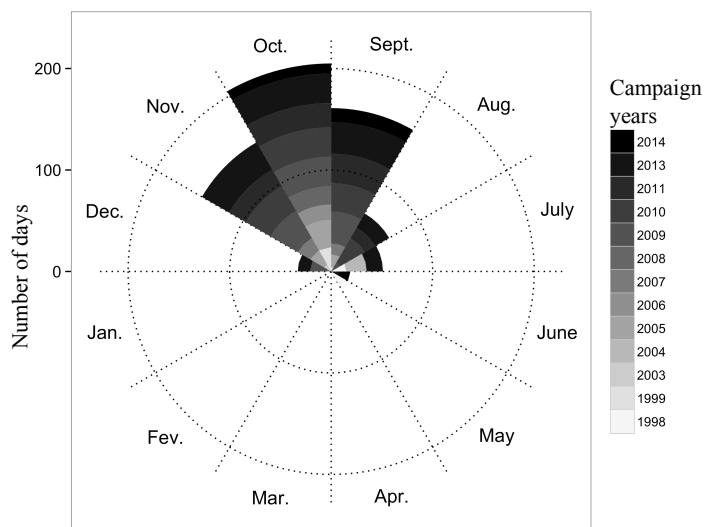 Oct.
Sept.
Nov.
Aug.
Dec.
July
Jan.
June
Fev.
May
Mar.
Apr.
200
100
0
Number of days
Campaign
years
2014
2013
2011
2010
2009
2008
2007
2006
2005
2004
2003
1999
1998